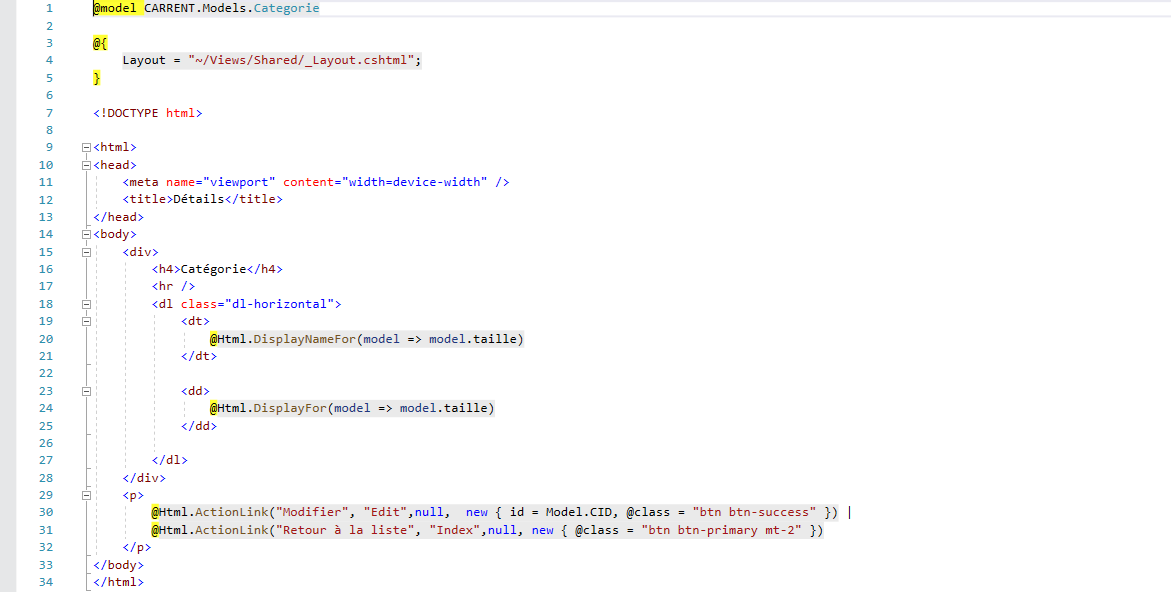 1 @model CARRENT.Models.Categorie
2
3 @{
4 Layout = "~/Views/Shared/_Layout.cshtml";
5 }
6
7 <!DOCTYPE html>
8
9 <html>
10 <head>
11 <meta name="viewport" content="width=device-width" />
12 <title>Détails</title>
13 </head>
14 <body>
15 <div>
16 <h4>Catégorie</h4>
17 <hr />
18 <dl class="dl-horizontal">
19 <dt>
20 @Html.DisplayNameFor(model => model.taille)
21 </dt>
22
23 <dd>
24 @Html.DisplayFor(model => model.taille)
25 </dd>
26
27 </dl>
28 </div>
29 <p>
30 @Html.ActionLink("Modifier", "Edit",null,  new { id = Model.CID, @class = "btn btn-success" }) |
31 @Html.ActionLink("Retour à la liste", "Index",null, new { @class = "btn btn-primary mt-2" })
32 </p>
33 </body>
34 </html>